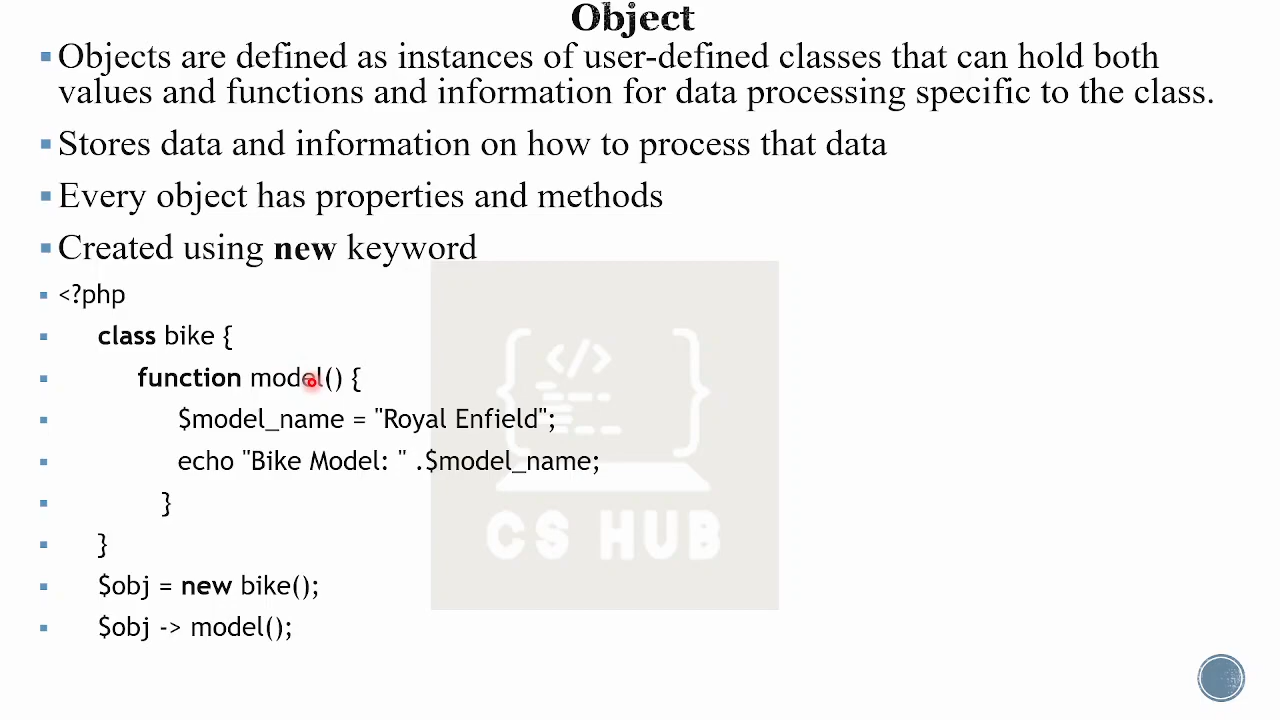 Object
▪ Objects are defined as instances of user-defined classes that can hold both
values and functions and information for data processing specific to the class.
▪ Stores data and information on how to process that data
▪ Every object has properties and methods
▪ Created using new keyword
▪ <?php
▪ class bike {
▪ function model() {
▪ $model_name = "Royal Enfield";
▪ echo "Bike Model: " .$model_name;
▪ }
▪ }
▪ $obj = new bike();
▪ $obj -> model();
{ </> }
CS HUB